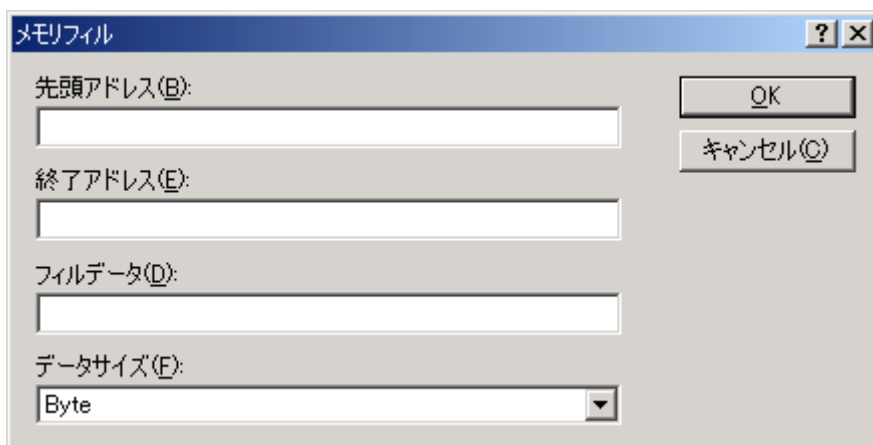 メモリフィル
先頭アドレス(B):
OK
キャンセル(C)
終了アドレス(E):
フィルデータ(D):
データサイズ(F):
Byte